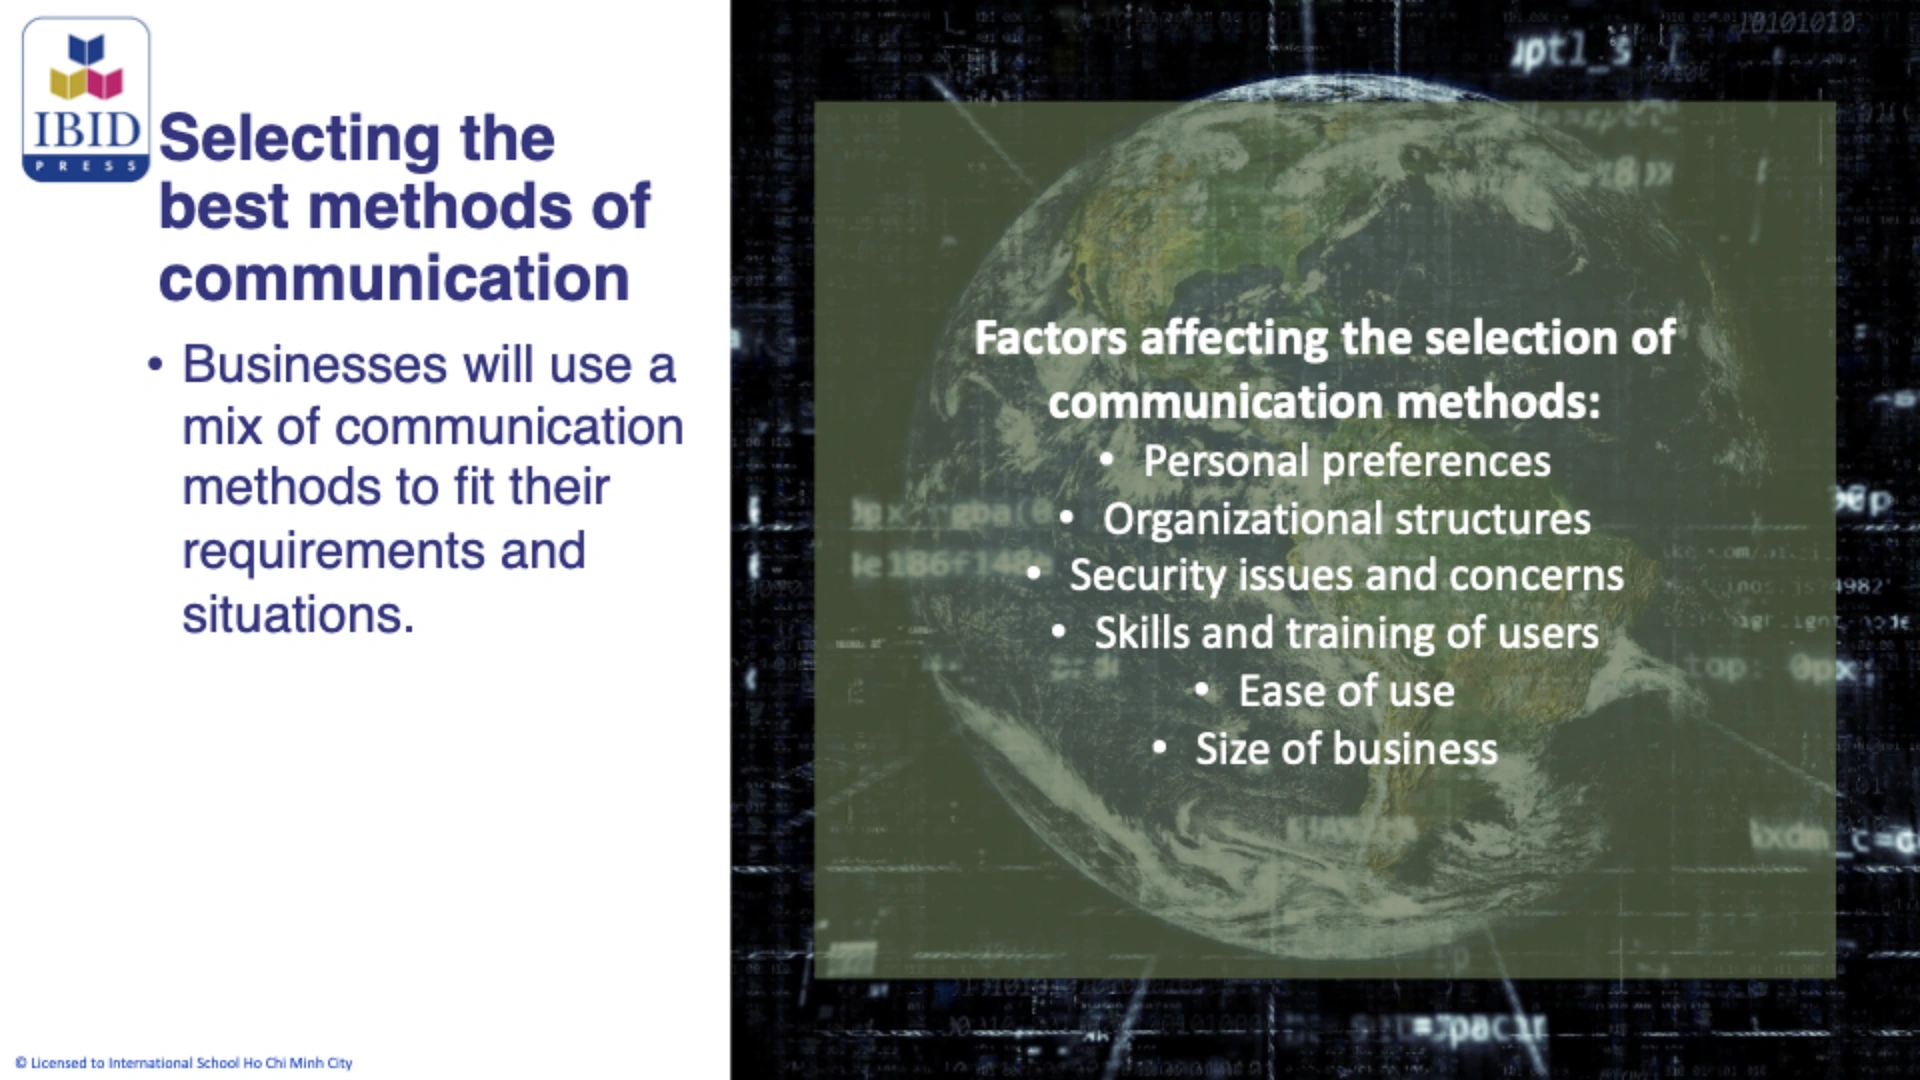 IBID
PRESS
Selecting the
best methods of
communication
• Businesses will use a
mix of communication
methods to fit their
requirements and
situations.
Factors affecting the selection of
communication methods:
• Personal preferences
• Organizational structures
• Security issues and concerns
• Skills and training of users
• Ease of use
• Size of business
© Licensed to International School Ho Chi Minh City